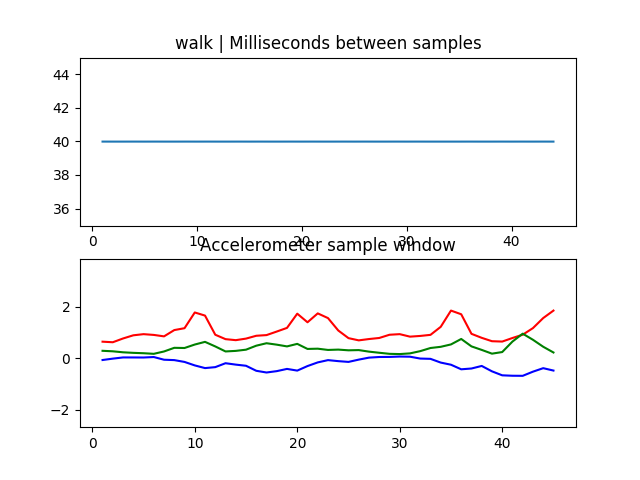 walk | Milliseconds between samples
44
42
40
38
36
0 10 20 30 40
Accelerometer sample window
2
0
−2
0 10 20 30 40